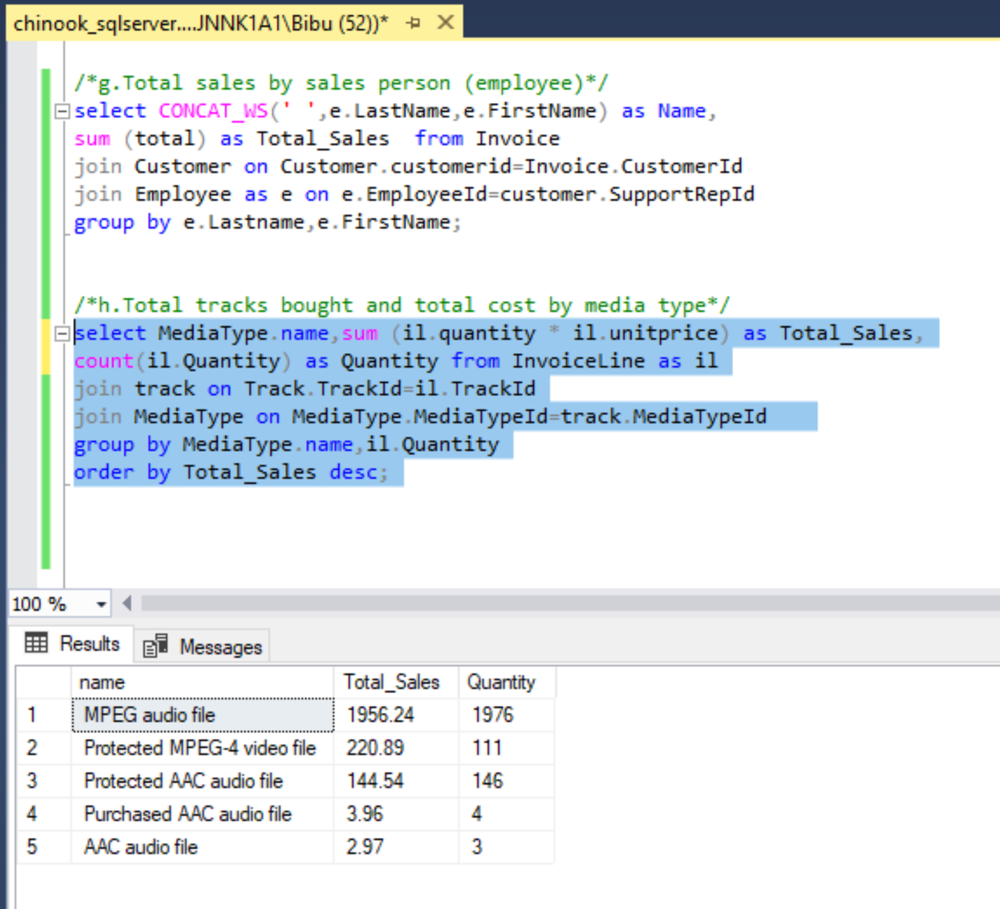 chinook_sqlserver....JNNK1A1\Bibu (52))*
/*g.Total sales by sales person (employee)*/
select CONCAT_WS(' ',e.LastName,e.FirstName) as Name,
sum (total) as Total_Sales  from Invoice
join Customer on Customer.customerid=Invoice.CustomerId
join Employee as e on e.EmployeeId=customer.SupportRepId
group by e.Lastname,e.FirstName;
/*h.Total tracks bought and total cost by media type*/
select MediaType.name,sum (il.quantity * il.unitprice) as Total_Sales,
count(il.Quantity) as Quantity from InvoiceLine as il
join track on Track.TrackId=il.TrackId
join MediaType on MediaType.MediaTypeId=track.MediaTypeId
group by MediaType.name,il.Quantity
order by Total_Sales desc;
100 %
Results Messages
name Total_Sales Quantity
1 MPEG audio file 1956.24 1976
2 Protected MPEG-4 video file 220.89 111
3 Protected AAC audio file 144.54 146
4 Purchased AAC audio file 3.96 4
5 AAC audio file 2.97 3